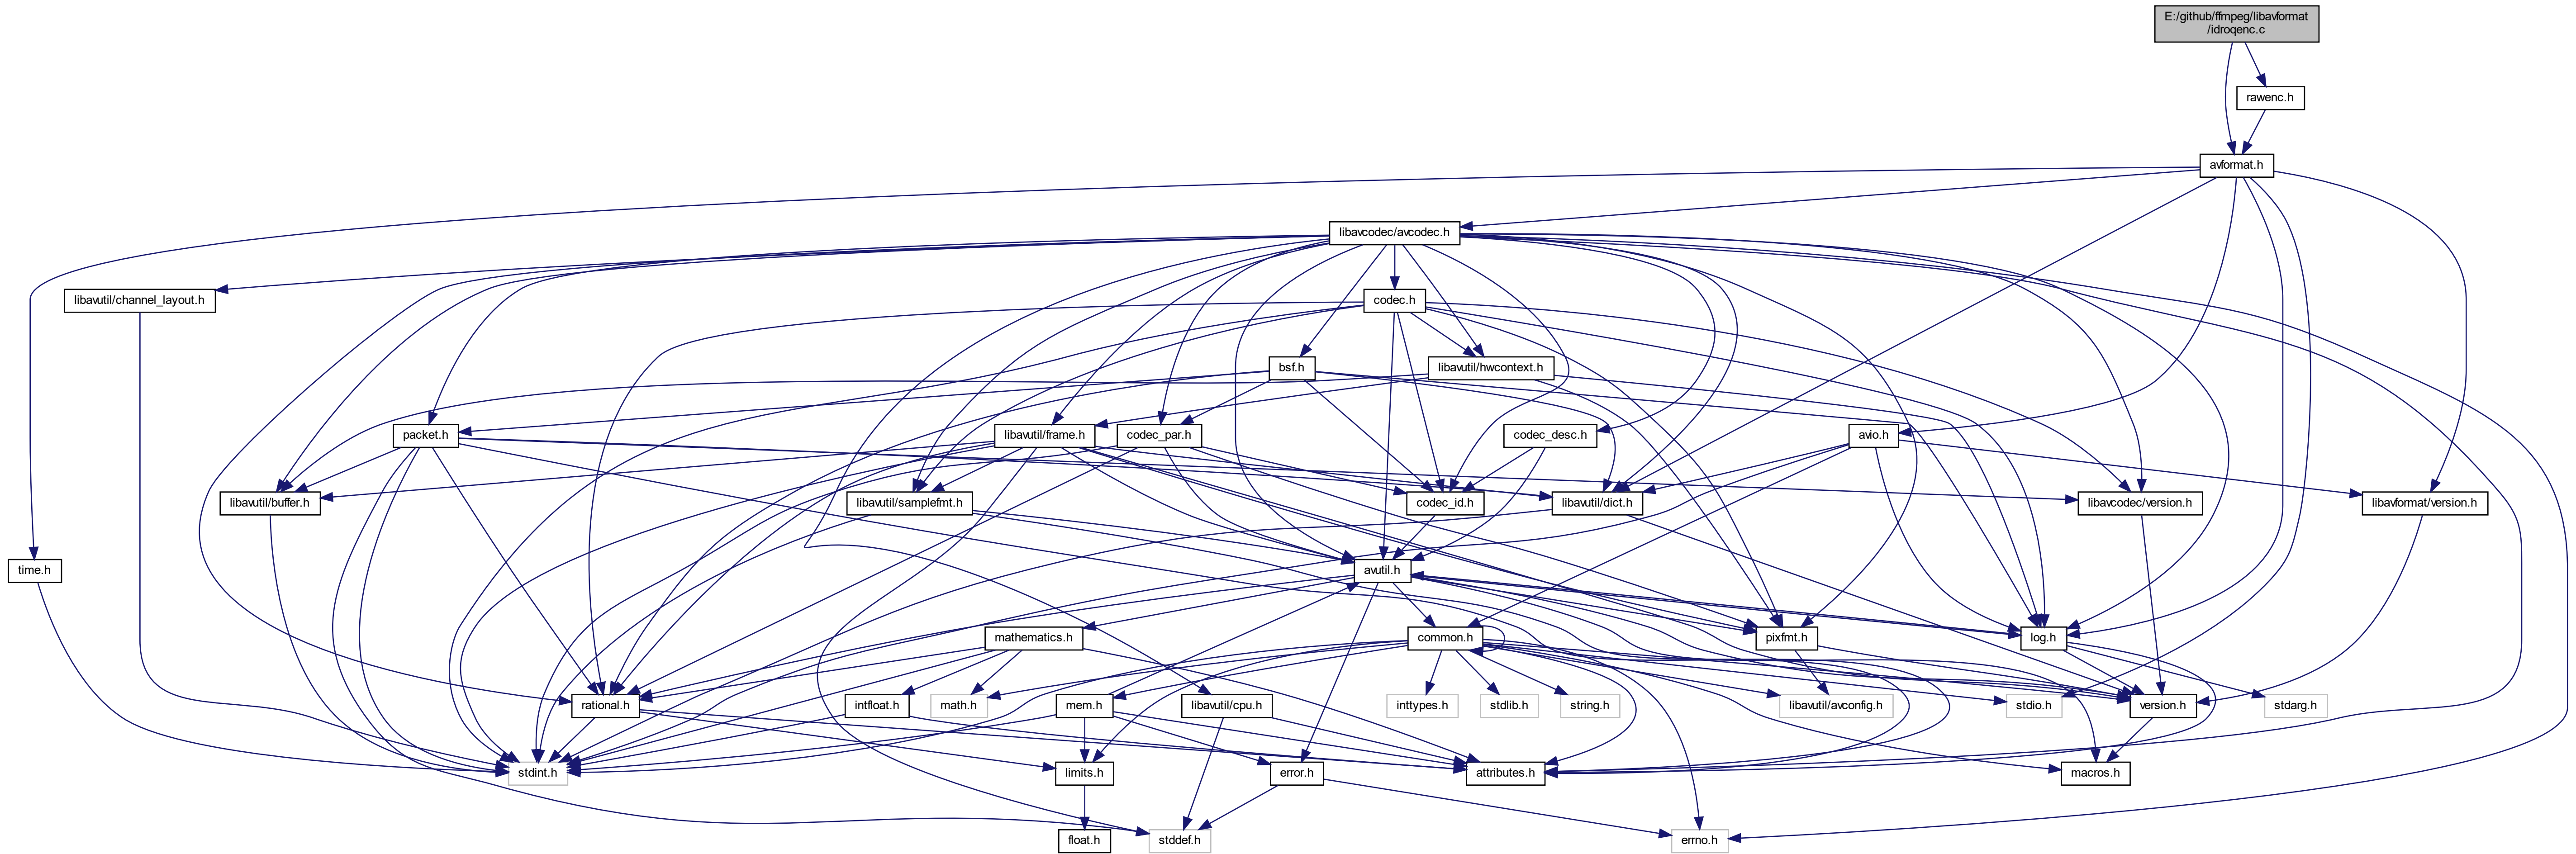 E:/github/ffmpeg/libavformat
/idroqenc.c
rawenc.h
avformat.h
libavcodec/avcodec.h
libavutil/channel_layout.h
codec.h
bsf.h
libavutil/hwcontext.h
packet.h
libavutil/frame.h
codec_par.h
codec_desc.h
avio.h
libavutil/buffer.h
libavutil/samplefmt.h
codec_id.h
libavutil/dict.h
libavcodec/version.h
libavformat/version.h
time.h
avutil.h
mathematics.h
common.h
pixfmt.h
log.h
rational.h
intfloat.h
math.h
mem.h
libavutil/cpu.h
inttypes.h
stdlib.h
string.h
libavutil/avconfig.h
stdio.h
version.h
stdarg.h
stdint.h
limits.h
error.h
attributes.h
macros.h
float.h
stddef.h
errno.h